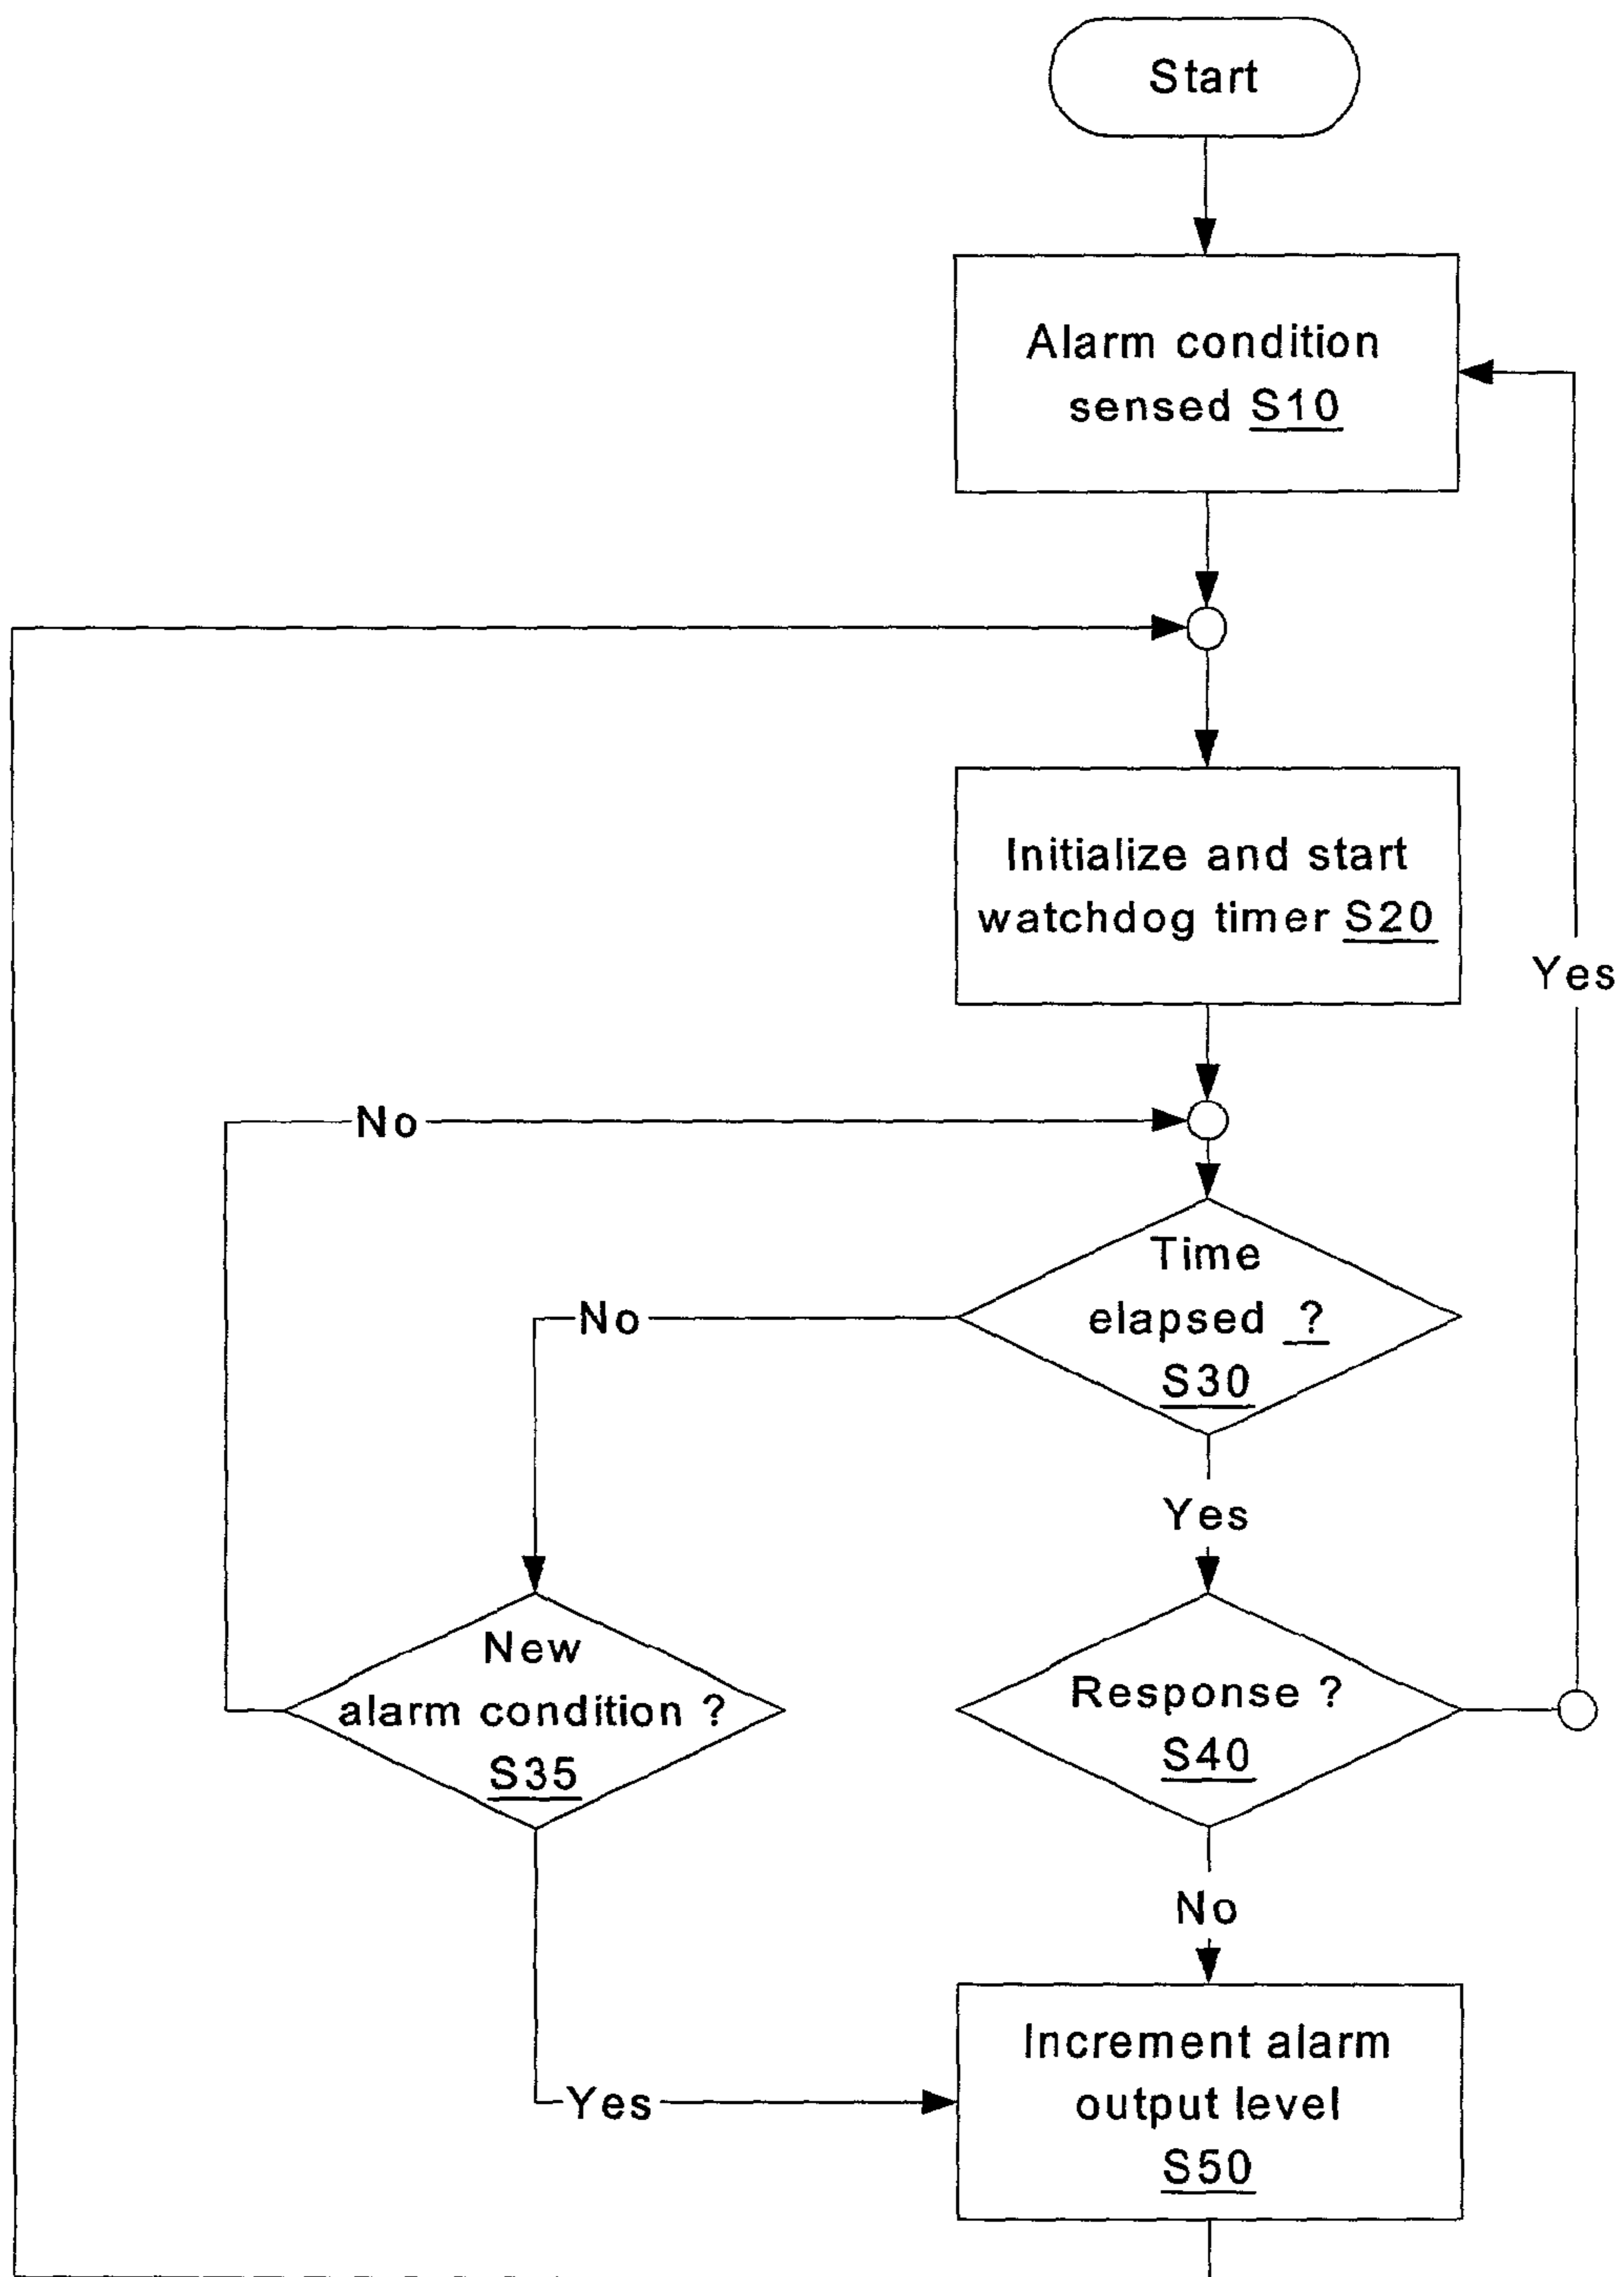 Start
Alarm condition
sensed S10
Initialize and start
watchdog timer S20
Yes
No
Time
elapsed ?
S30
No
Yes
New
alarm condition ?
S35
Response ?
S40
No
Increment alarm
output level
S50
Yes